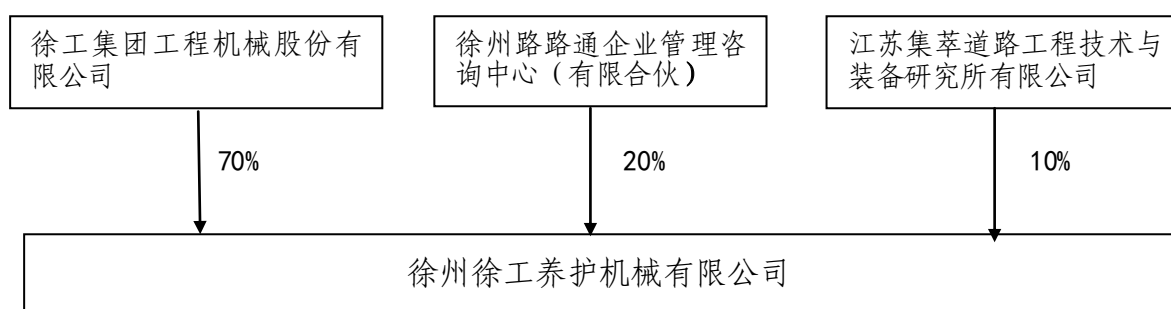 徐工集团工程机械股份有
限公司
徐州路路通企业管理咨
询中心（有限合伙）
江苏集萃道路工程技术与
装备研究所有限公司
70%
20%
10%
徐州徐工养护机械有限公司